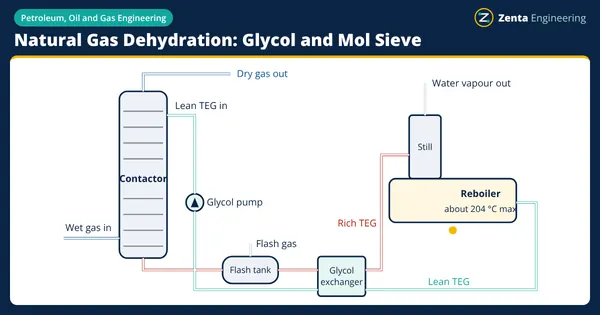 Petroleum, Oil and Gas Engineering
Zenta Engineering
Natural Gas Dehydration: Glycol and Mol Sieve
Dry gas out
Water vapour out
Lean TEG in
Still
Contactor
Reboiler
about 204 °C max
Glycol pump
Wet gas in
Rich TEG
Flash gas
Flash tank
Glycol
exchanger
Lean TEG